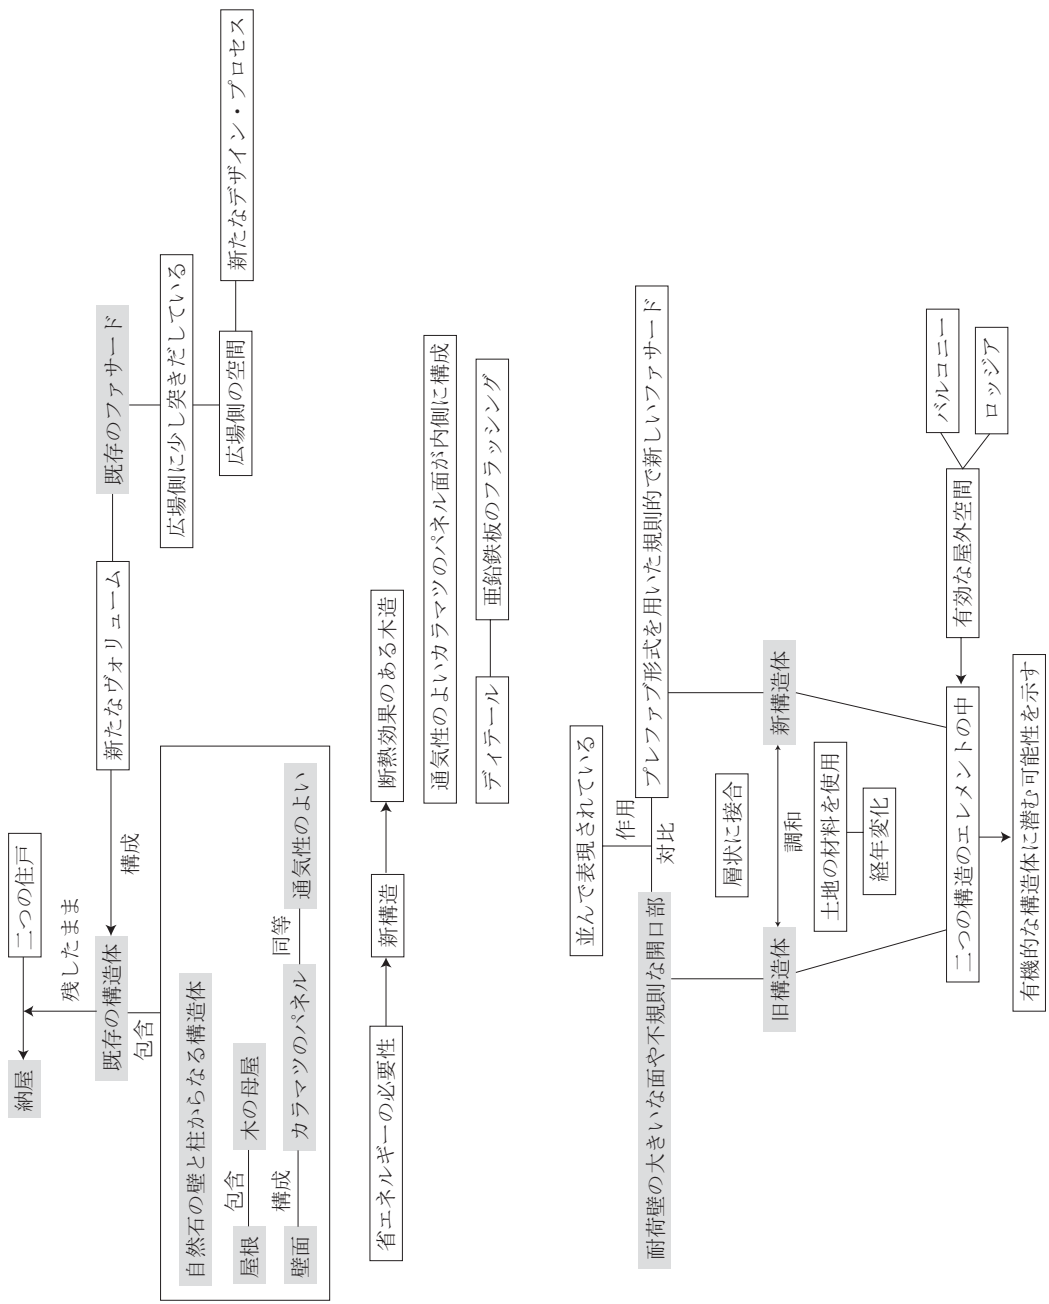 納屋
二つの住戸
残したまま
既存の構造体
構成
新たなヴォリューム
既存のファサード
包含
広場側に少し突きだしている
広場側の空間
新たなデザイン・プロセス
自然石の壁と柱からなる構造体
屋根
包含
木の母屋
壁面
構成
カラマツのパネル
同等
通気性のよい
省エネルギーの必要性
新構造
断熱効果のある木造
通気性のよいカラマツのパネル面が内側に構成
ディテール
亜鉛鉄板のフラッシング
並んで表現されている
作用
耐荷壁の大きいな面や不規則な開口部
対比
プレファブ形式を用いた規則的で新しいファサード
層状に接合
旧構造体
調和
新構造体
土地の材料を使用
経年変化
二つの構造のエレメントの中
有効な屋外空間
バルコニー
ロッジア
有機的な構造体に潜む可能性を示す